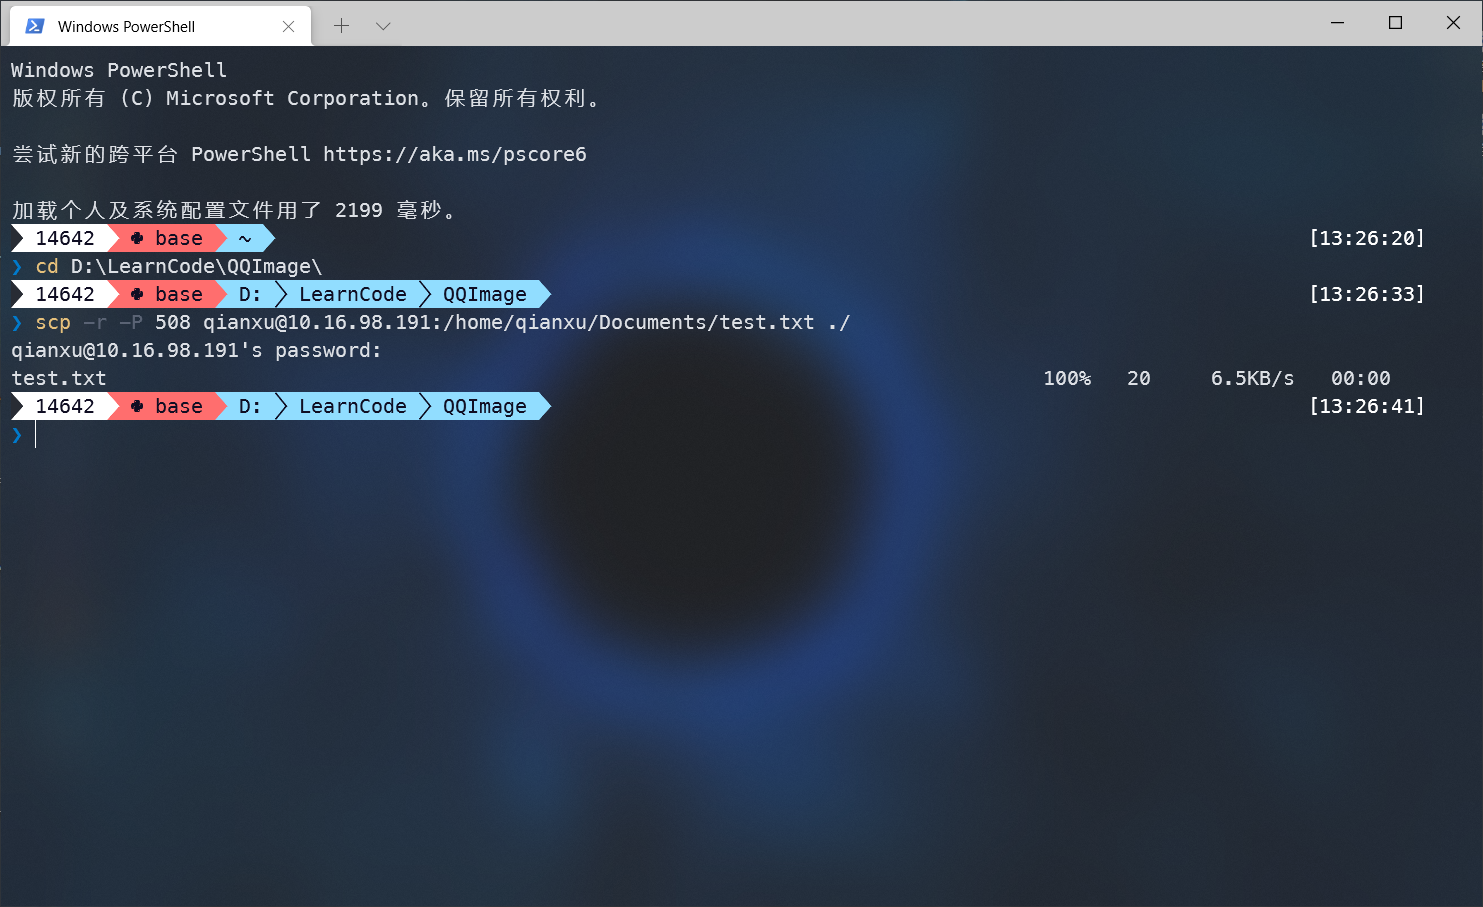 Windows PowerShell
Windows PowerShell
版权所有 (C) Microsoft Corporation。保留所有权利。
尝试新的跨平台 PowerShell https://aka.ms/pscore6
加载个人及系统配置文件用了 2199 毫秒。
14642 base ~ [13:26:20]
❯ cd D:\LearnCode\QQImage\
14642 base D: LearnCode QQImage [13:26:33]
❯ scp -r -P 508 qianxu@10.16.98.191:/home/qianxu/Documents/test.txt ./
qianxu@10.16.98.191's password:
test.txt 100% 20 6.5KB/s 00:00
14642 base D: LearnCode QQImage [13:26:41]
❯